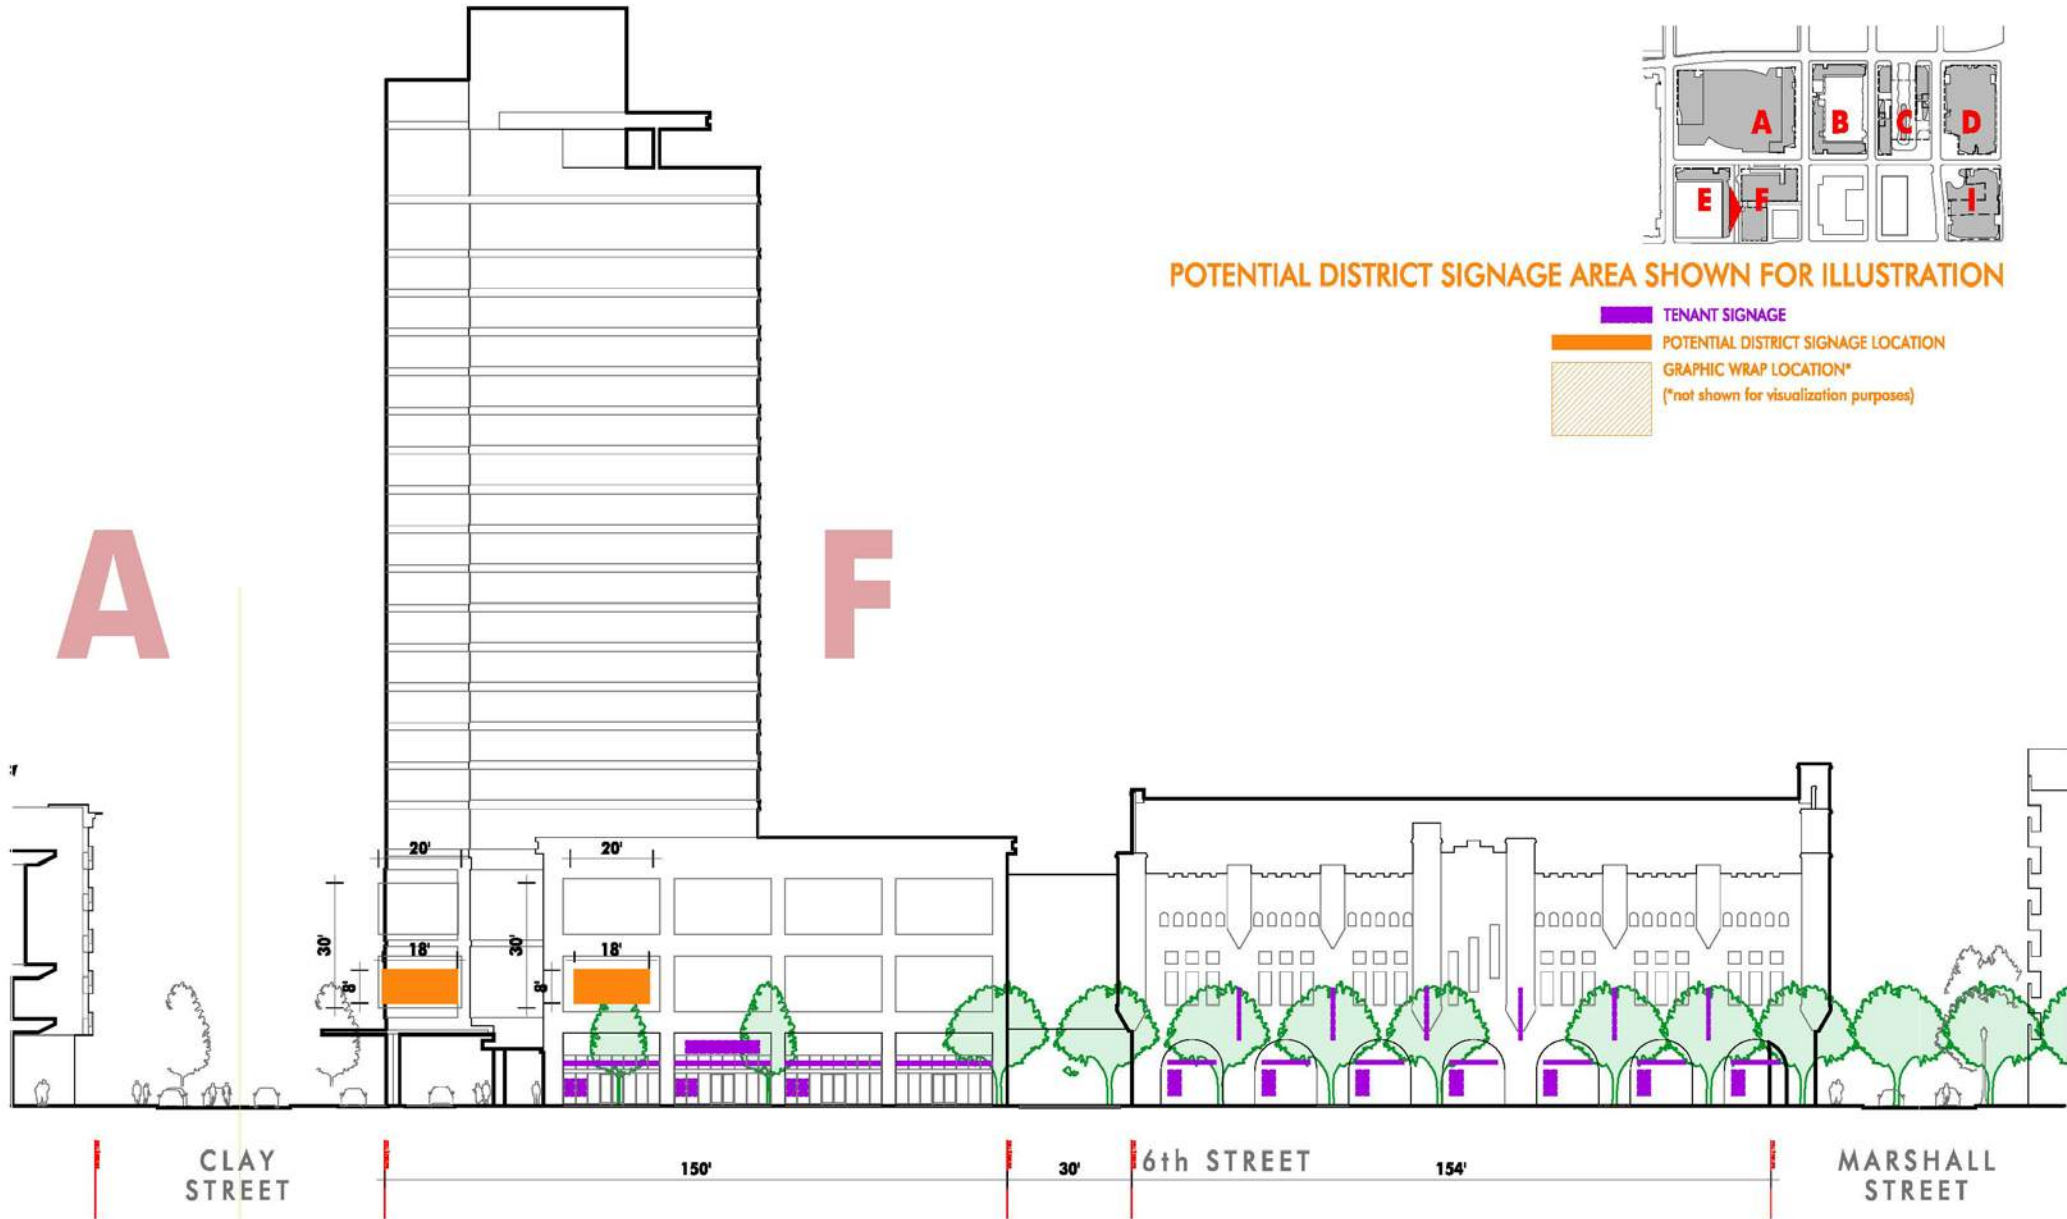 A
B
C
D
E
F
I
POTENTIAL DISTRICT SIGNAGE AREA SHOWN FOR ILLUSTRATION
TENANT SIGNAGE
POTENTIAL DISTRICT SIGNAGE LOCATION
GRAPHIC WRAP LOCATION*
(*not shown for visualization purposes)
A
F
20'
20'
30'
30'
18'
18'
8'
8'
CLAY
STREET
150'
30'
6th STREET
154'
MARSHALL
STREET